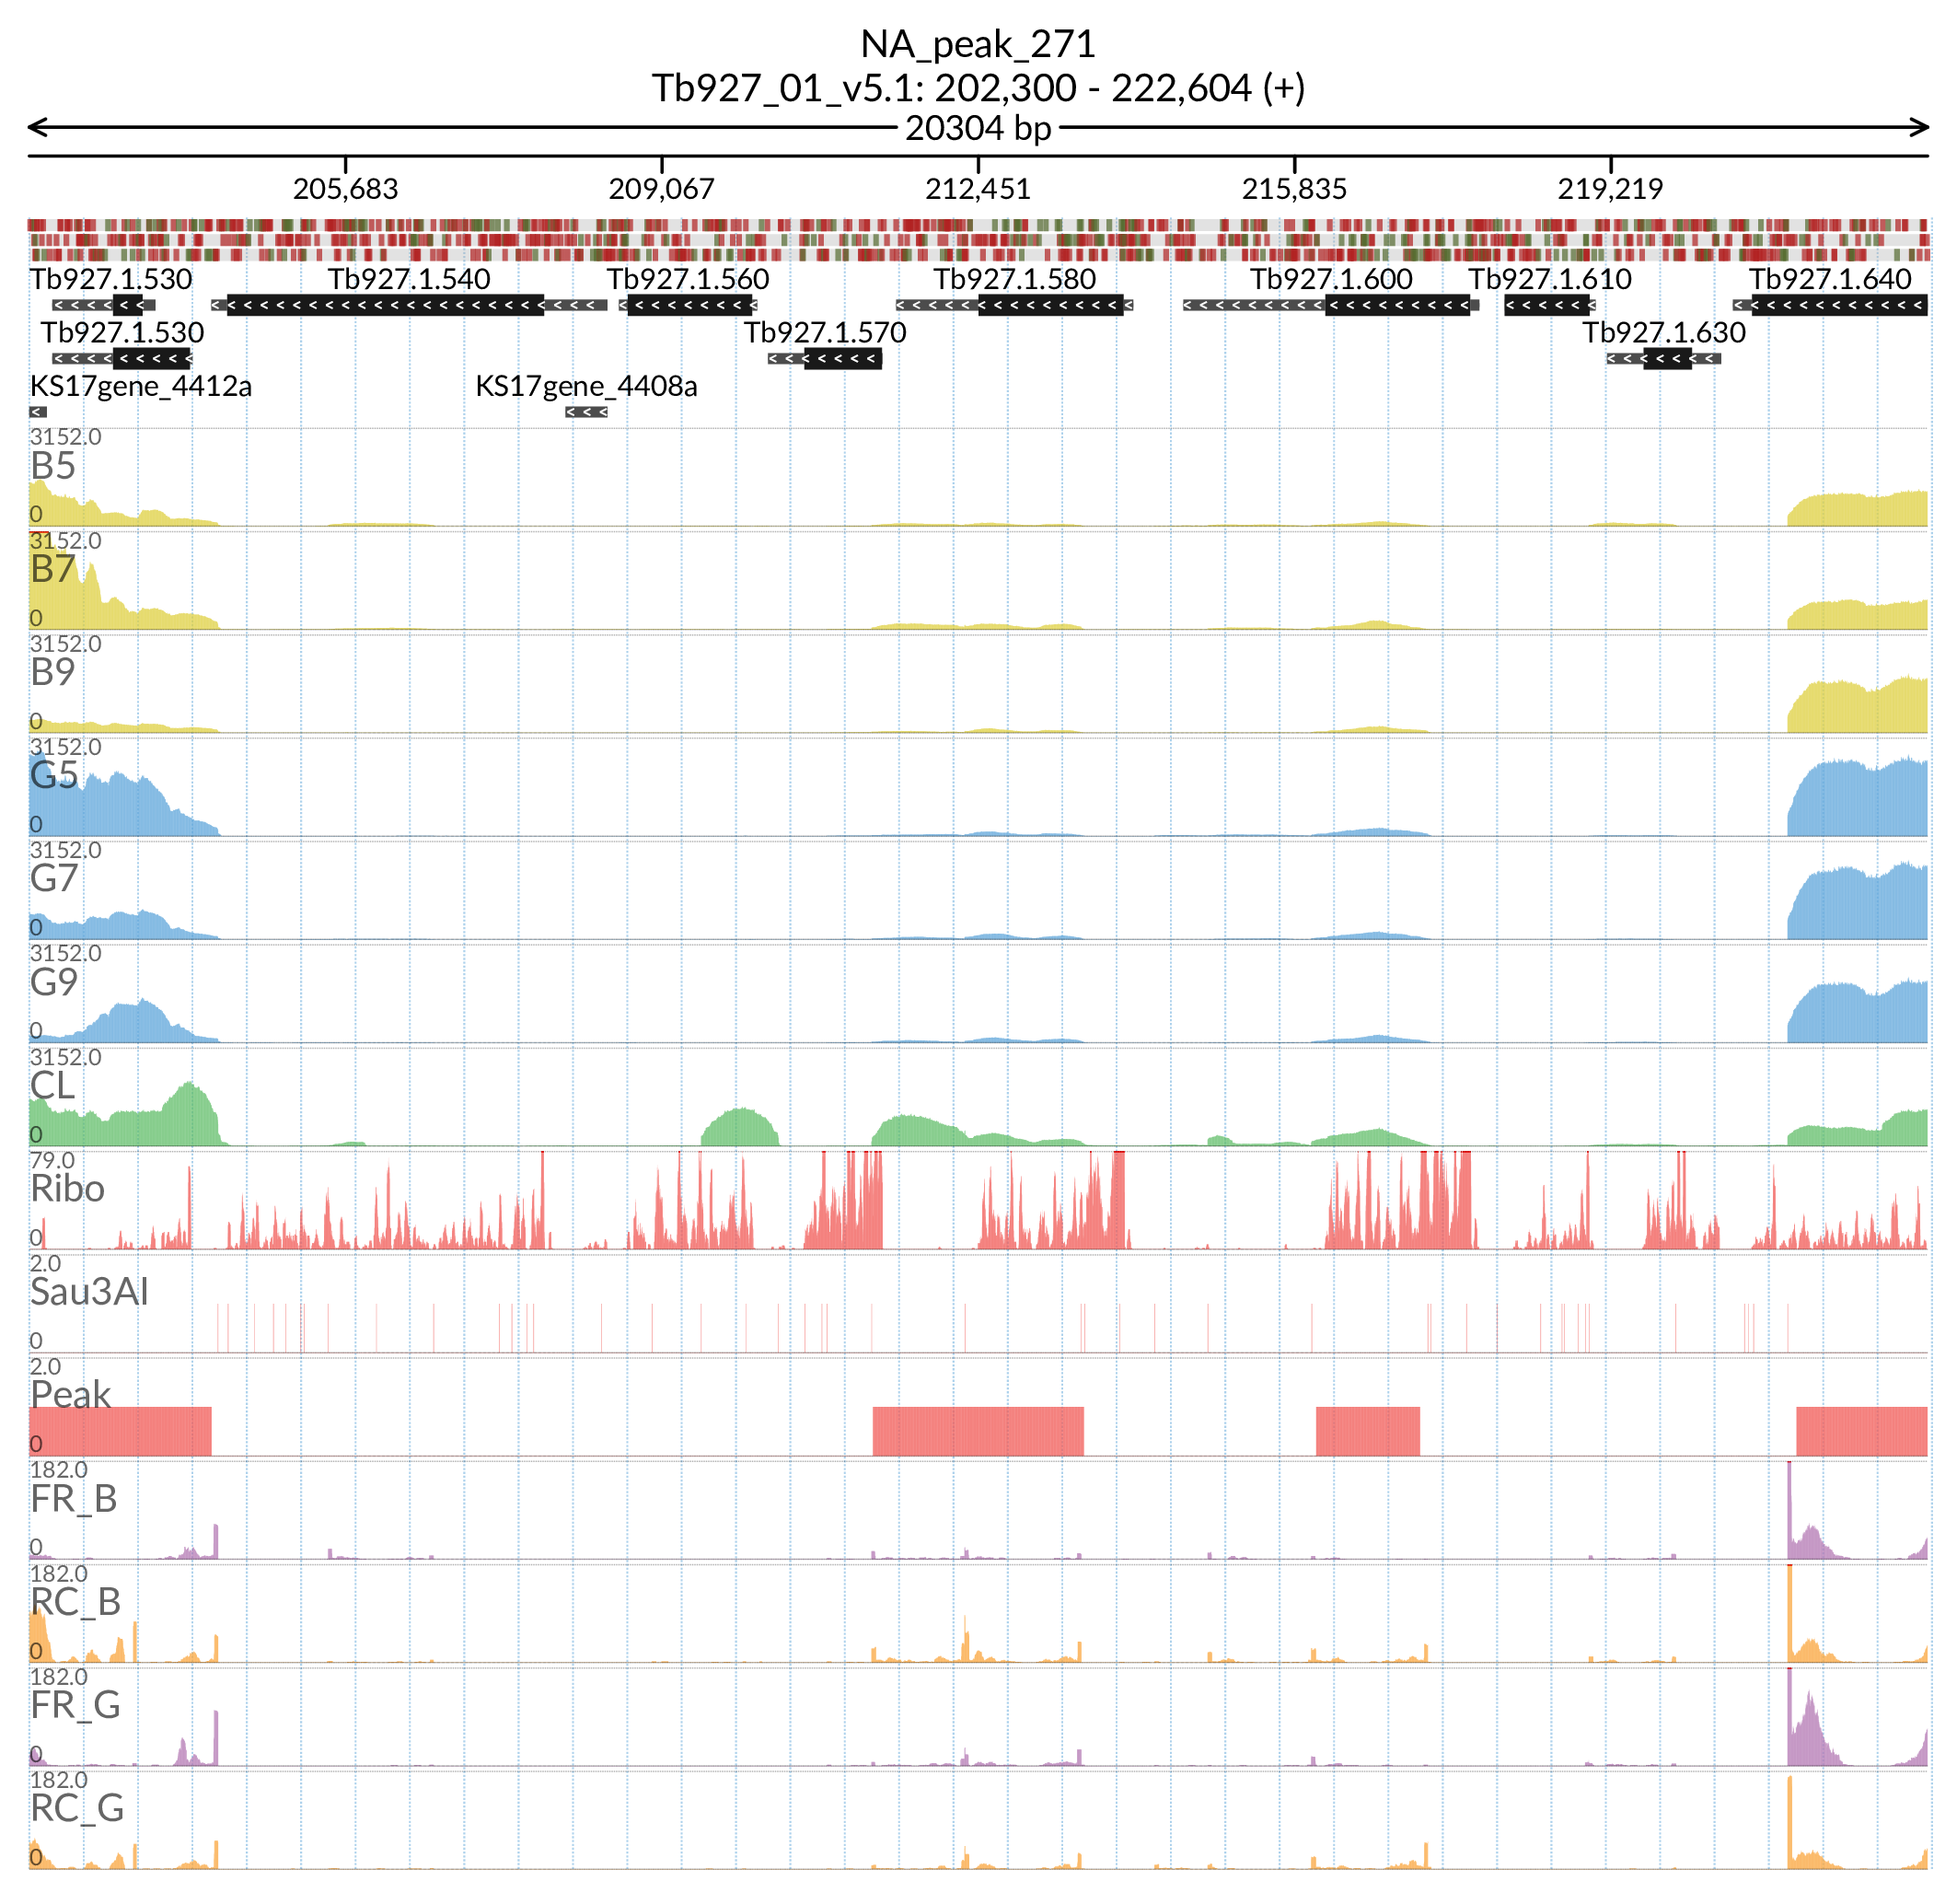 NA_peak_271
Tb927_01_v5.1: 202,300 - 222,604 (+)
20304 bp
205,683 209,067 212,451 215,835 219,219
Tb927.1.530 Tb927.1.540 Tb927.1.560 Tb927.1.580 Tb927.1.600 Tb927.1.610 Tb927.1.640
Tb927.1.530 Tb927.1.570 Tb927.1.630
KS17gene_4412a KS17gene_4408a
3152.0
B5
0
3152.0
B7
0
3152.0
B9
0
3152.0
G5
0
3152.0
G7
0
3152.0
G9
0
3152.0
CL
0
79.0
Ribo
0
2.0
Sau3AI
0
2.0
Peak
0
182.0
FR_B
0
182.0
RC_B
0
182.0
FR_G
0
182.0
RC_G
0